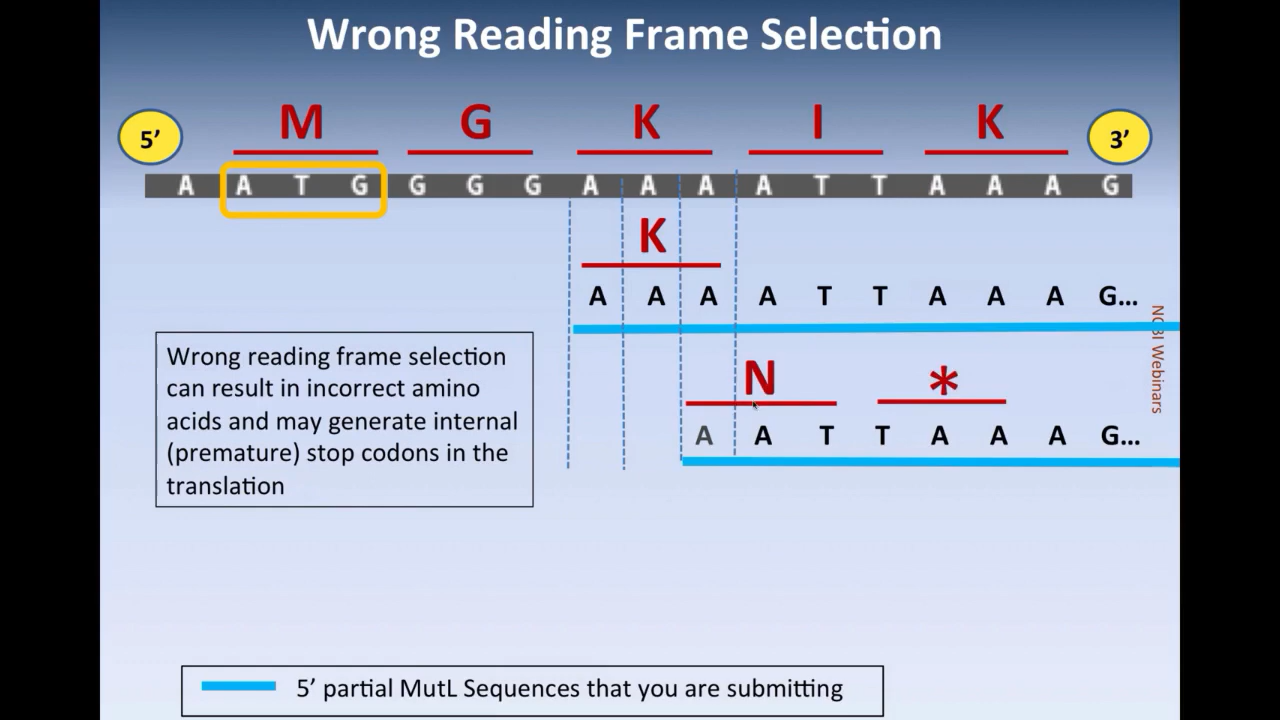 Wrong Reading Frame Selection
M G K I K
5’ 3’
A A T G G G G A A A A T T A A A G
K
A A A A T T A A A G...
NCBI Webinars
N *
A A T T A A A G...
Wrong reading frame selection
can result in incorrect amino
acids and may generate internal
(premature) stop codons in the
translation
5’ partial MutL Sequences that you are submitting